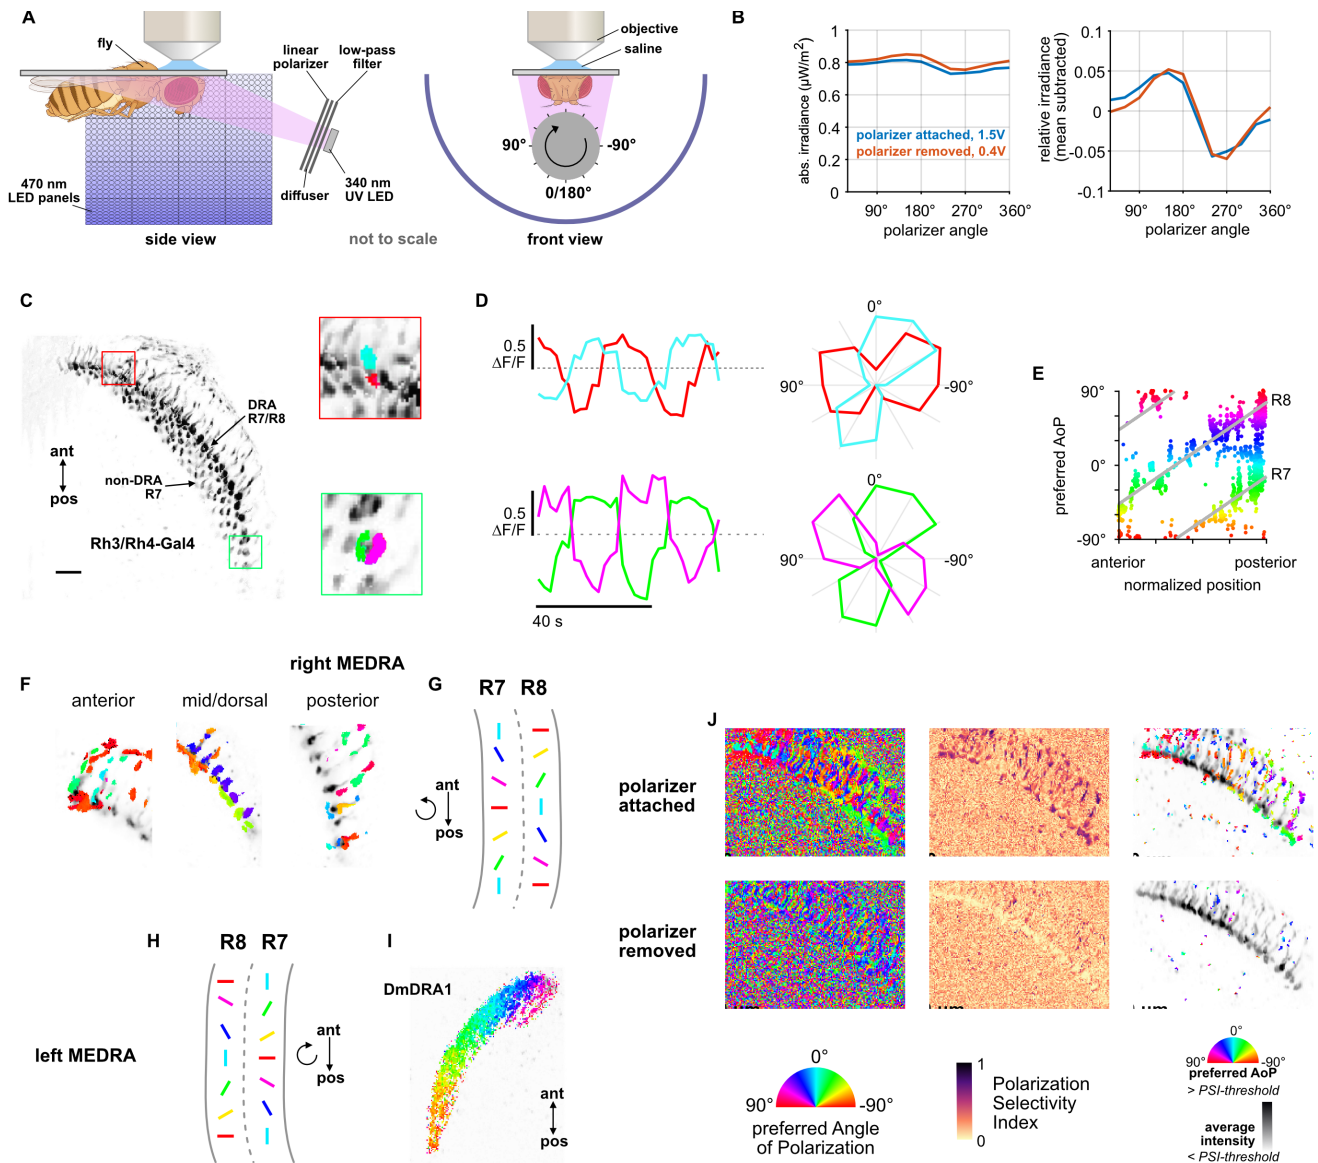 A
fly
linear
polarizer
low-pass
filter
diffuser
340 nm
UV LED
470 nm
LED panels
side view
not to scale
objective
saline
90°
-90°
0/180°
front view
B
abs. irradiance (µW/m²)
1
0.8
0.6
0.4
0.2
0
polarizer attached, 1.5V
polarizer removed, 0.4V
90° 180° 270° 360°
polarizer angle
relative irradiance
(mean subtracted)
0.1
0.05
0
-0.05
-0.1
90° 180° 270° 360°
polarizer angle
C
DRA
R7/R8
ant
pos
non-DRA
R7
Rh3/Rh4-Gal4
D
0.5
ΔF/F
0°
90°
-90°
0.5
ΔF/F
0°
90°
-90°
40 s
E
preferred AoP
90°
0°
-90°
R8
R7
anterior posterior
normalized position
right MEDRA
F
anterior mid/dorsal posterior
G
R7 R8
ant
pos
H
R8 R7
left MEDRA
ant
pos
I
DmDRA1
ant
pos
J
polarizer
attached
polarizer
removed
µm
µm
0°
90° -90°
preferred Angle
of Polarization
1
0
Polarization
Selectivity
Index
0°
90° -90°
preferred AoP
> PSI-threshold
average
intensity
< PSI-threshold